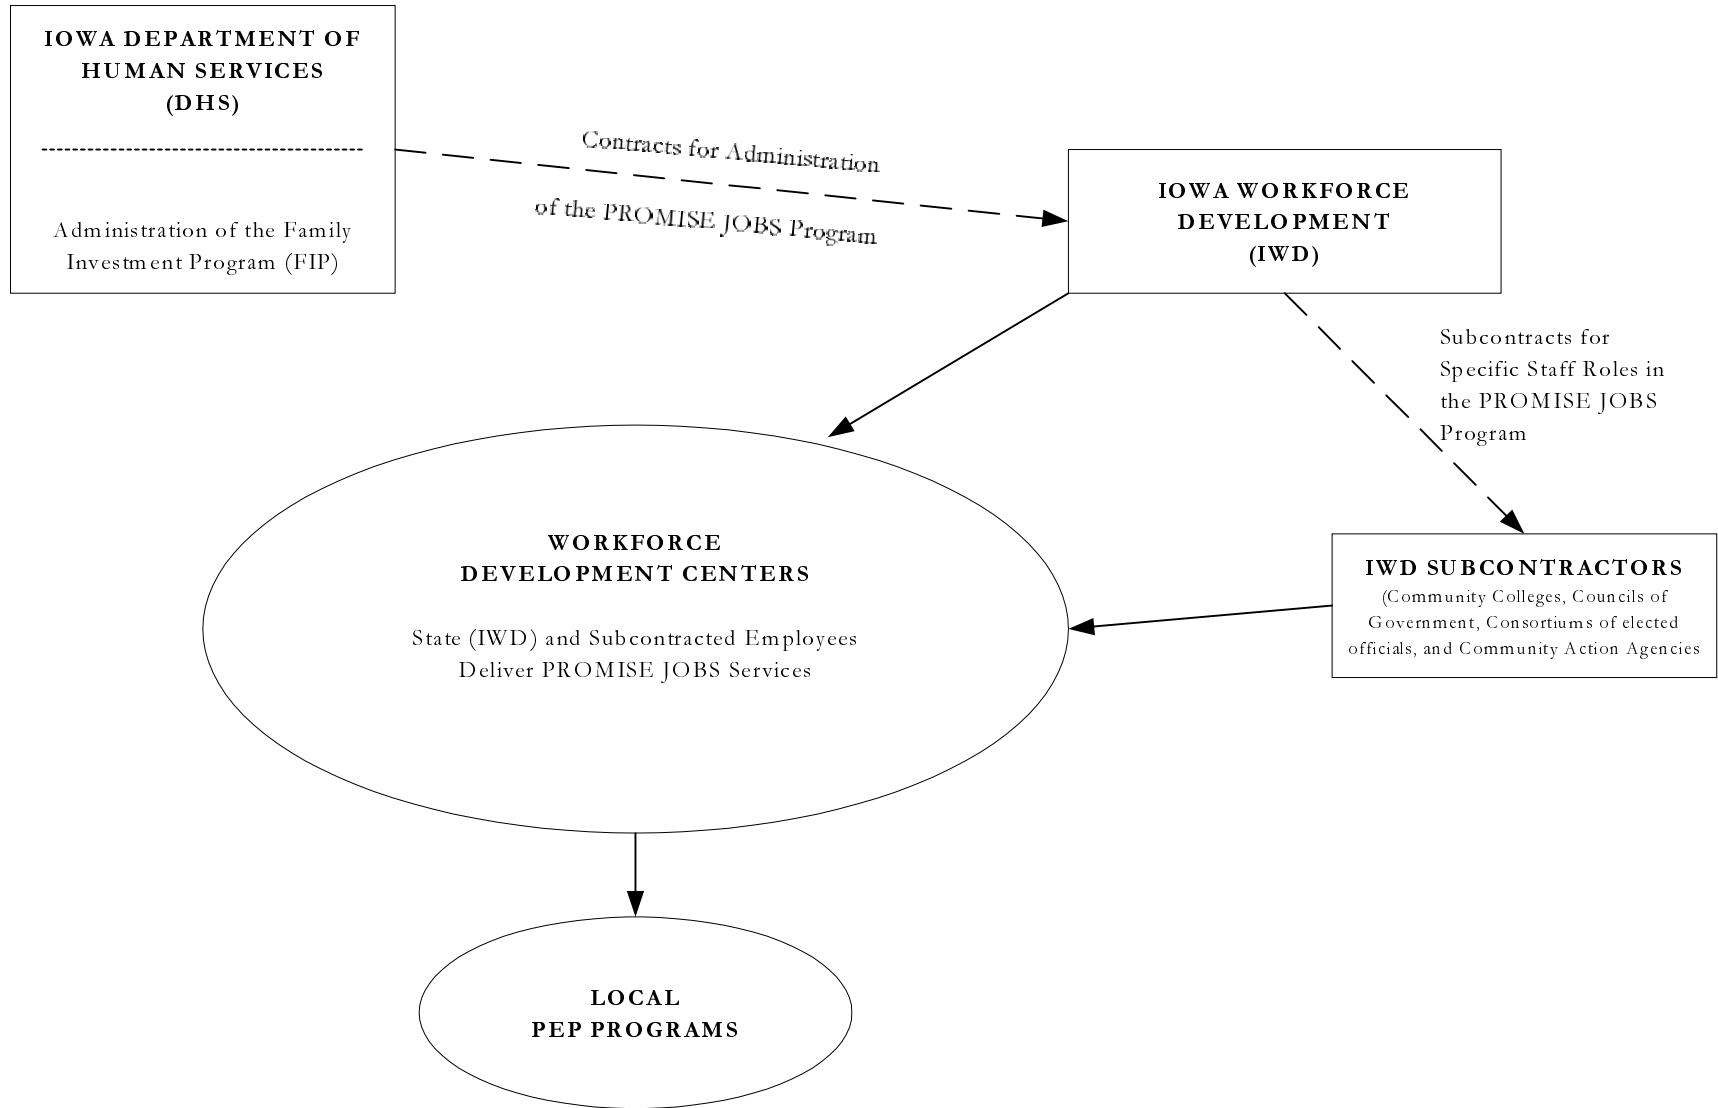 IOWA DEPARTMENT OF
HUMAN SERVICES
(DHS)
Administration of the Family
Investment Program (FIP)
Contracts for Administration
of the PROMISE JOBS Program
IOWA WORKFORCE
DEVELOPMENT
(IWD)
Subcontracts for
Specific Staff Roles in
the PROMISE JOBS
Program
WORKFORCE
DEVELOPMENT CENTERS
State (IWD) and Subcontracted Employees
Deliver PROMISE JOBS Services
IWD SUBCONTRACTORS
(Community Colleges, Councils of
Government, Consortiums of elected
officials, and Community Action Agencies
LOCAL
PEP PROGRAMS